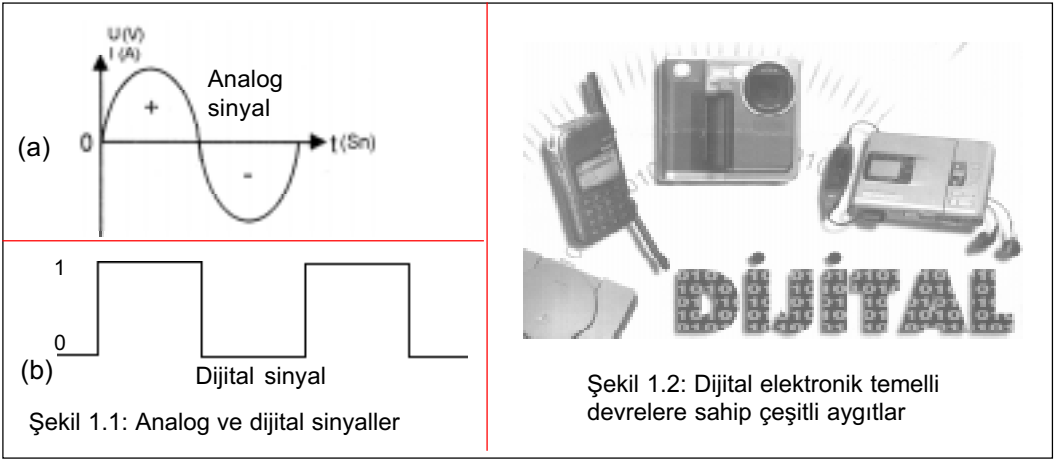 U (V)
I (A)
Analog
sinyal
+
(a)
0
t (Sn)
-
1
0
(b)
Dijital sinyal
Şekil 1.1: Analog ve dijital sinyaller
DİJİTAL
Şekil 1.2: Dijital elektronik temelli
devrelere sahip çeşitli aygıtlar